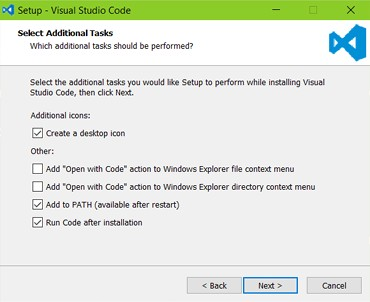 Setup - Visual Studio Code
Select Additional Tasks
Which additional tasks should be performed?
Select the additional tasks you would like Setup to perform while installing Visual
Studio Code, then click Next.
Additional icons:
Create a desktop icon
Other:
Add "Open with Code" action to Windows Explorer file context menu
Add "Open with Code" action to Windows Explorer directory context menu
Add to PATH (available after restart)
Run Code after installation
< Back
Next >
Cancel